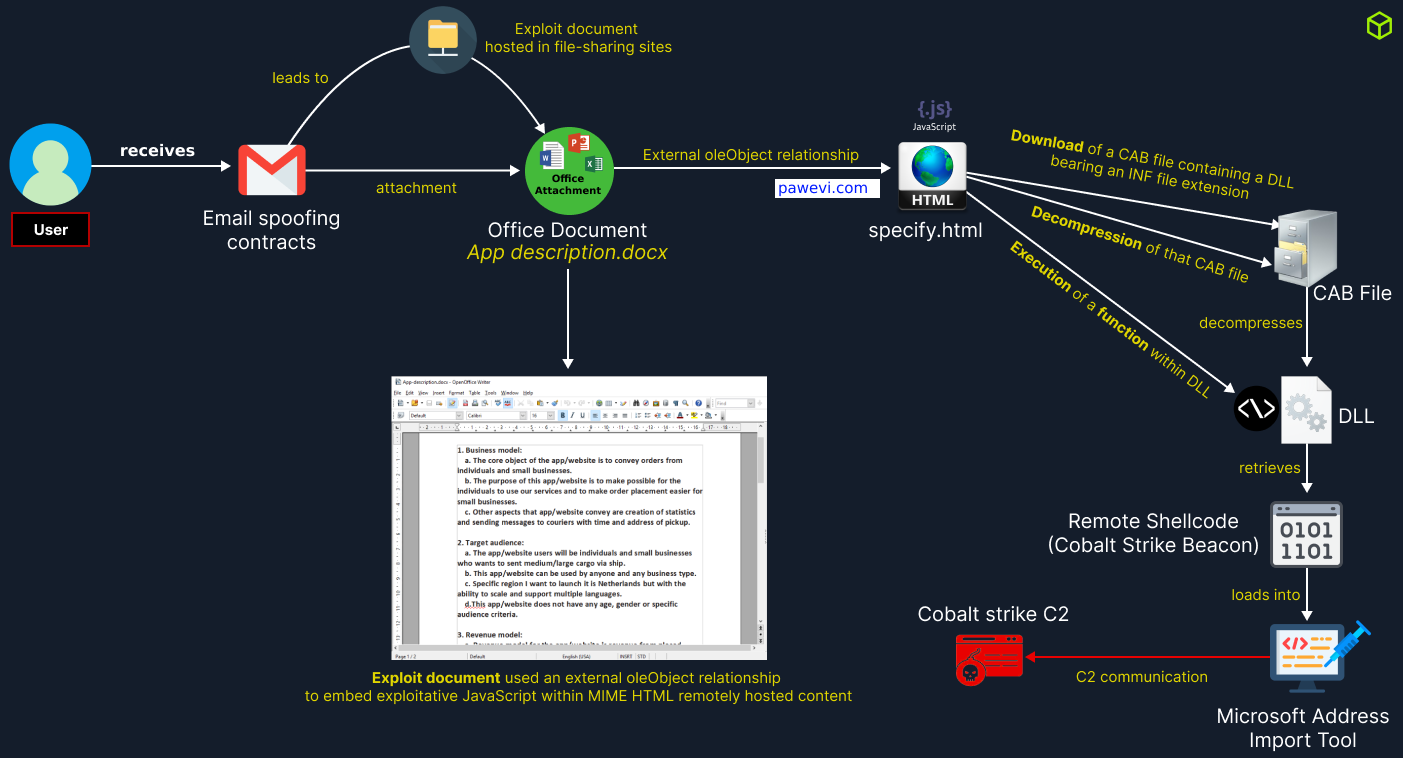 Exploit document
hosted in file-sharing sites
leads to
{.js}
JavaScript
receives
User
Email spoofing
contracts
attachment
Office
Attachment
Office Document
App description.docx
External oleObject relationship
pawevi.com
HTML
specify.html
Download of a CAB file containing a DLL
bearing an INF file extension
Decompression of that CAB file
Execution of a function within DLL
CAB File
decompresses
DLL
retrieves
Remote Shellcode
(Cobalt Strike Beacon)
0101
1101
loads into
Cobalt strike C2
C2 communication
Microsoft Address
Import Tool
App-description.docx - OpenOffice Writer
File Edit View Insert Format Table Tools Window Help
Default Calibri 16
1. Business model:
a. The core object of the app/website is to convey orders from
individuals and small businesses.
b. The purpose of this app/website is to make possible for the
individuals to use our services and to make order placement easier for
small businesses.
c. Other aspects that app/website convey are creation of statistics
and sending messages to couriers with time and address of pickup.
2. Target audience:
a. The app/website users will be individuals and small businesses
who wants to sent medium/large cargo via ship.
b. This app/website can be used by anyone and any business type.
c. Specific region I want to launch it is Netherlands but with the
ability to scale and support multiple languages.
d.This app/website does not have any age, gender or specific
audience criteria.
3. Revenue model:
Page 1 / 2 Default English (USA) INSRT STD
Exploit document used an external oleObject relationship
to embed exploitative JavaScript within MIME HTML remotely hosted content